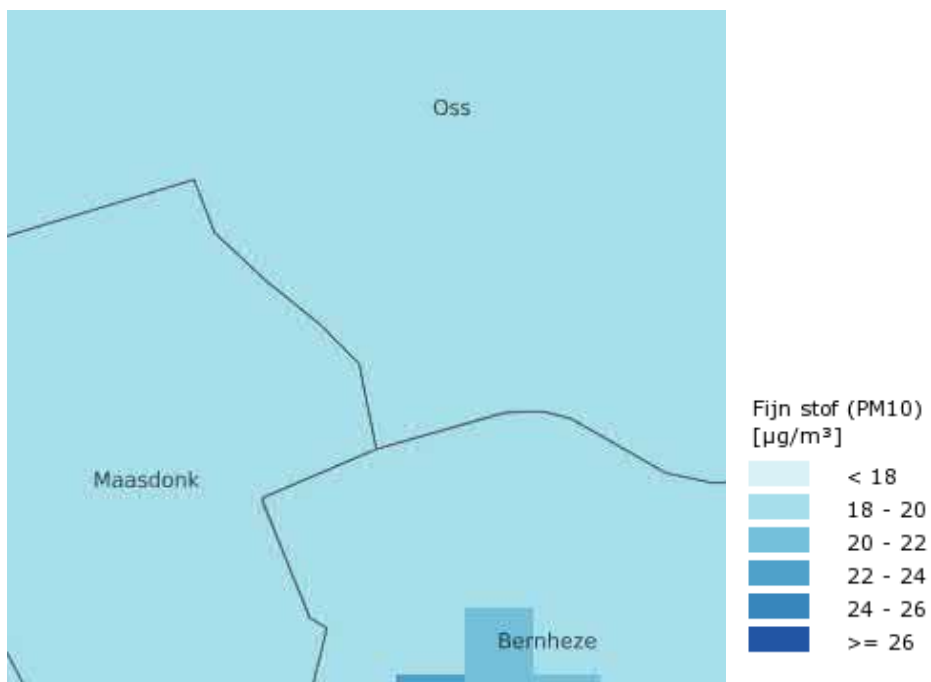 Oss
Maasdonk
Bernheze
Fijn stof (PM10)
[µg/m³]
< 18
18 - 20
20 - 22
22 - 24
24 - 26
>= 26